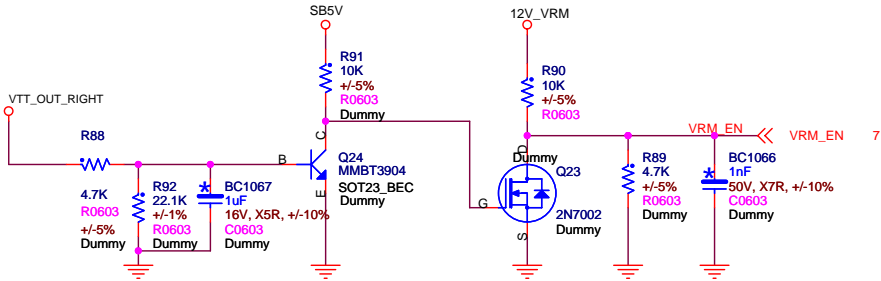 SB5V
12V_VRM
R91
10K
+/-5%
R0603
Dummy
R90
10K
+/-5%
R0603
VTT_OUT_RIGHT
R88
4.7K
R0603
+/-5%
Dummy
R92
22.1K
+/-1%
R0603
Dummy
BC1067
1uF
16V, X5R, +/-10%
C0603
Dummy
B
C
E
Q24
MMBT3904
SOT23_BEC
Dummy
G
D
S
Dummy
Q23
2N7002
Dummy
R89
4.7K
+/-5%
R0603
Dummy
VRM_EN
VRM_EN 7
BC1066
1nF
50V, X7R, +/-10%
C0603
Dummy